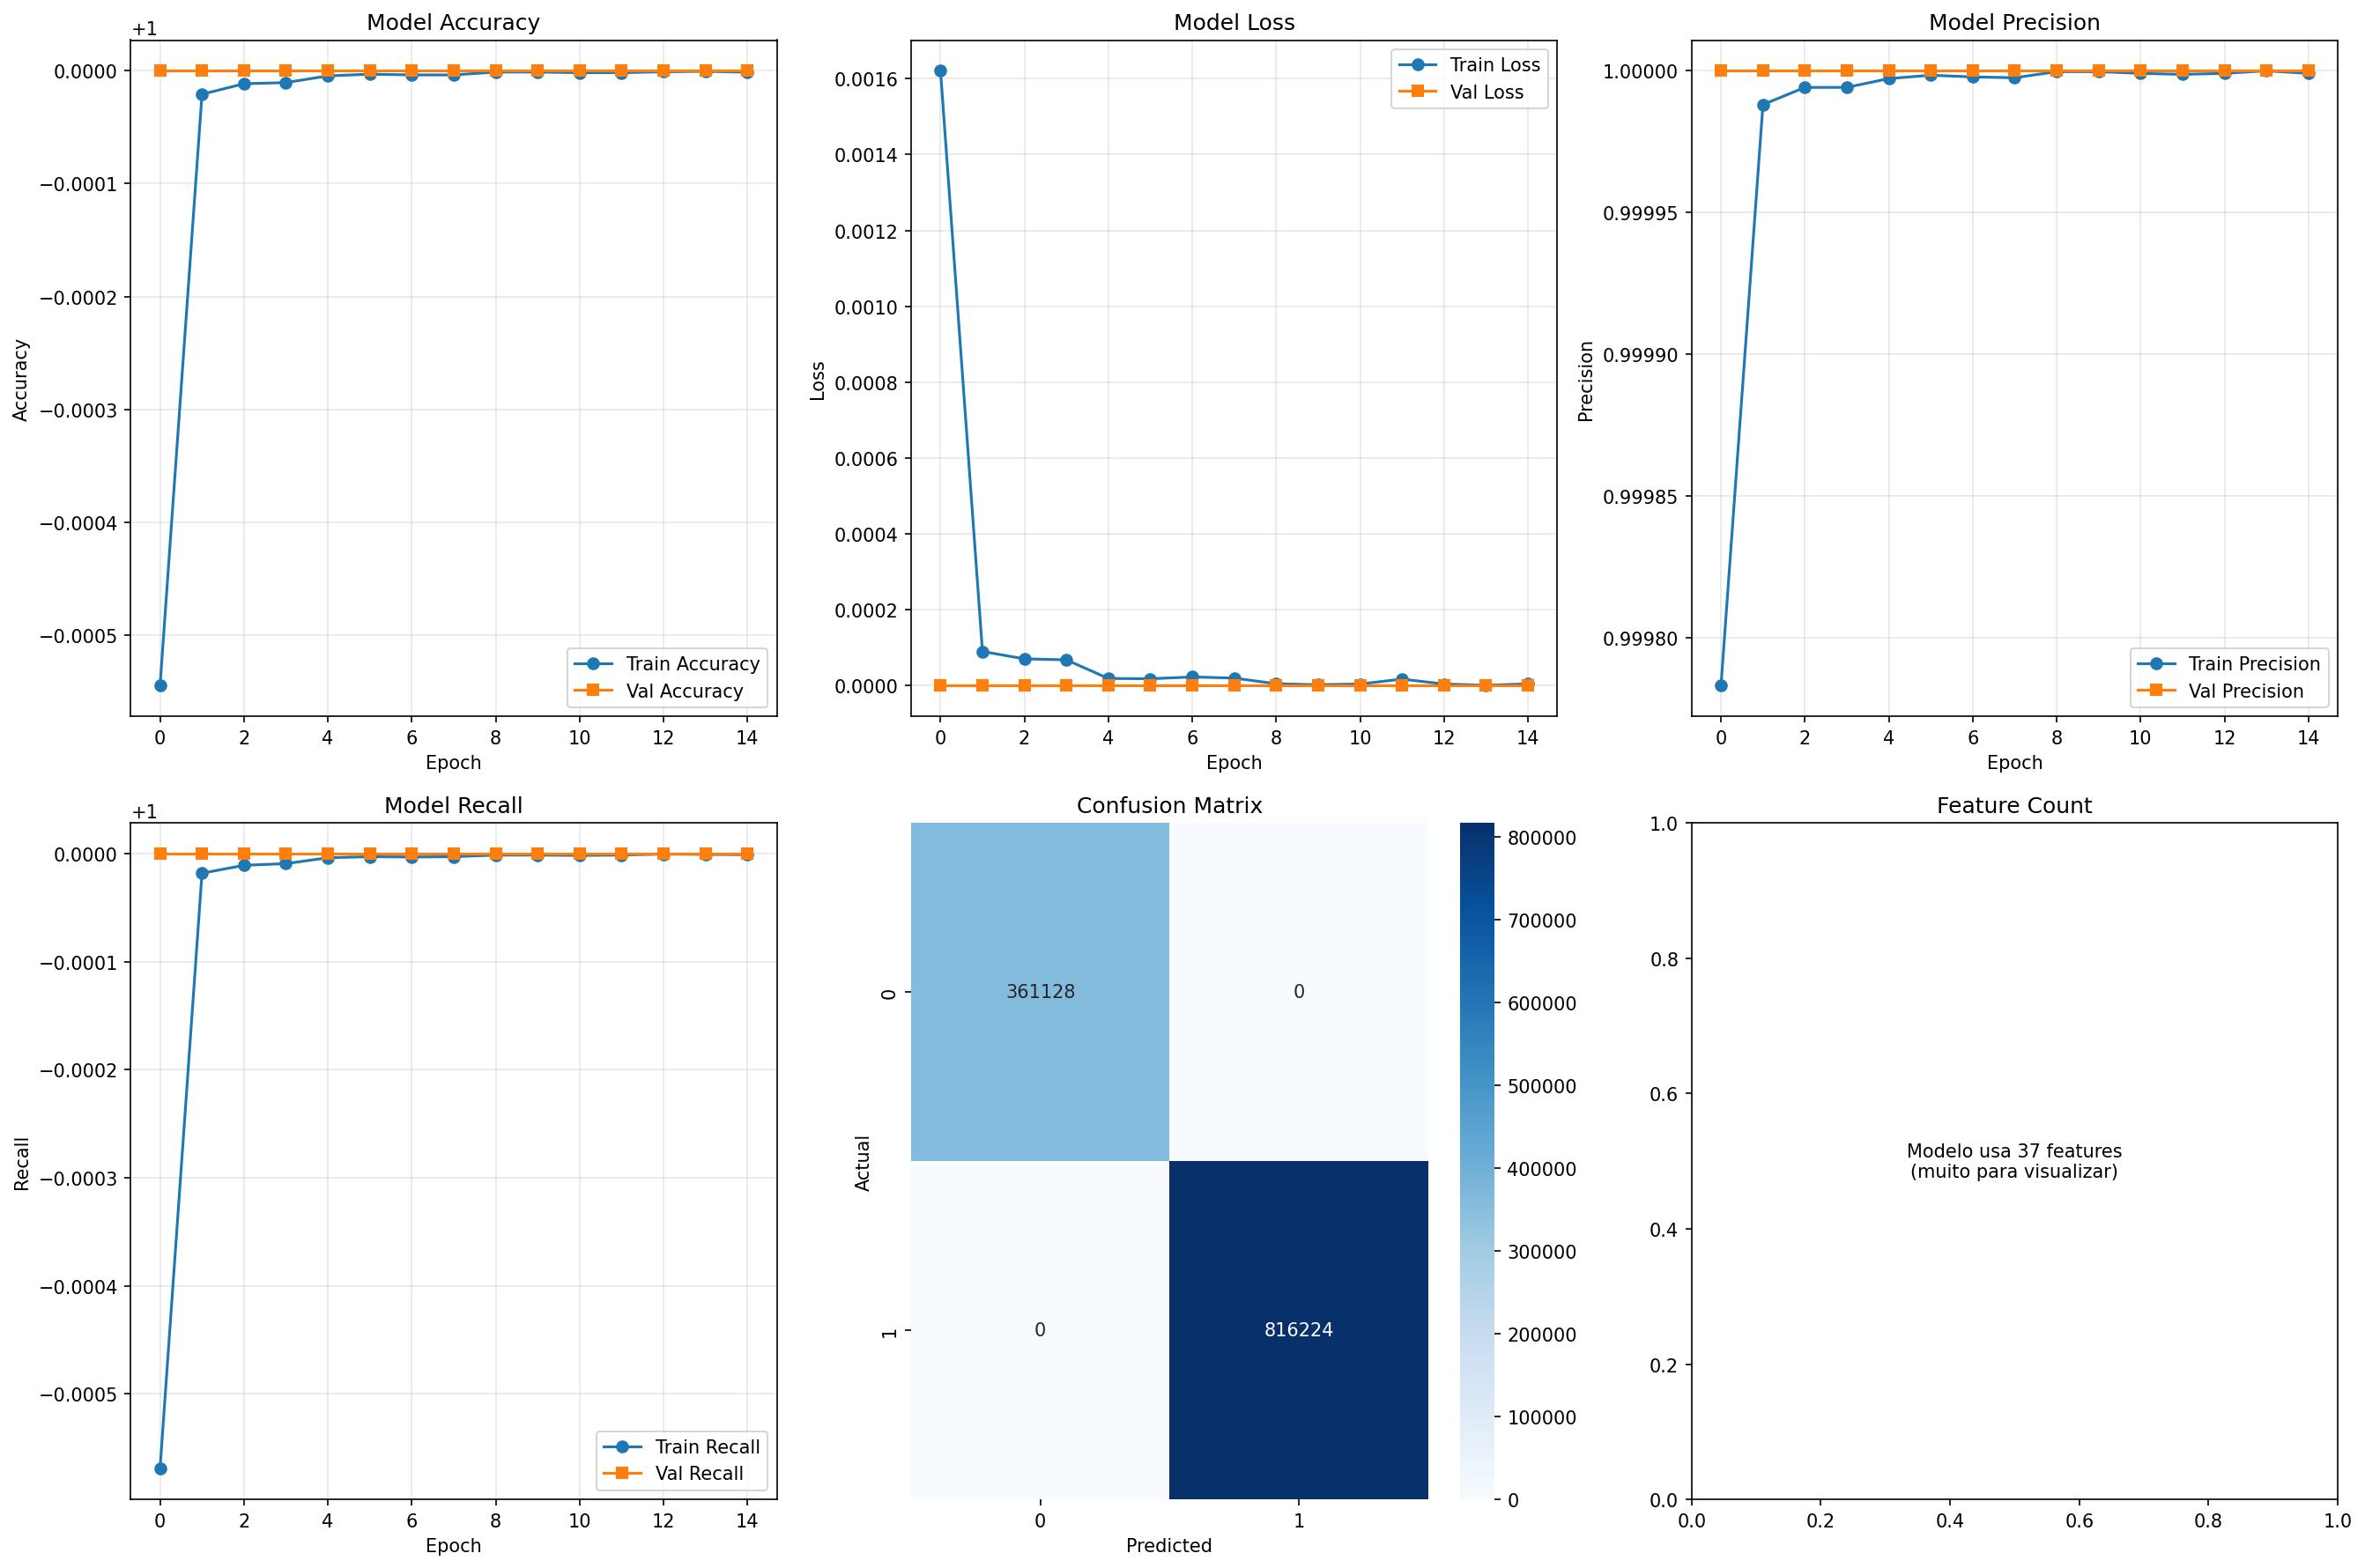 Model Accuracy
+1
0.0000
−0.0001
−0.0002
−0.0003
−0.0004
−0.0005
Accuracy
Train Accuracy
Val Accuracy
0 2 4 6 8 10 12 14
Epoch
Model Loss
0.0016
0.0014
0.0012
0.0010
0.0008
0.0006
0.0004
0.0002
0.0000
Loss
Train Loss
Val Loss
0 2 4 6 8 10 12 14
Epoch
Model Precision
1.00000
0.99995
0.99990
0.99985
0.99980
Precision
Train Precision
Val Precision
0 2 4 6 8 10 12 14
Epoch
Model Recall
+1
0.0000
−0.0001
−0.0002
−0.0003
−0.0004
−0.0005
Recall
Train Recall
Val Recall
0 2 4 6 8 10 12 14
Epoch
Confusion Matrix
Actual
0
1
361128 0
0 816224
0 1
Predicted
800000
700000
600000
500000
400000
300000
200000
100000
0
Feature Count
1.0
0.8
0.6
0.4
0.2
0.0
Modelo usa 37 features
(muito para visualizar)
0.0 0.2 0.4 0.6 0.8 1.0